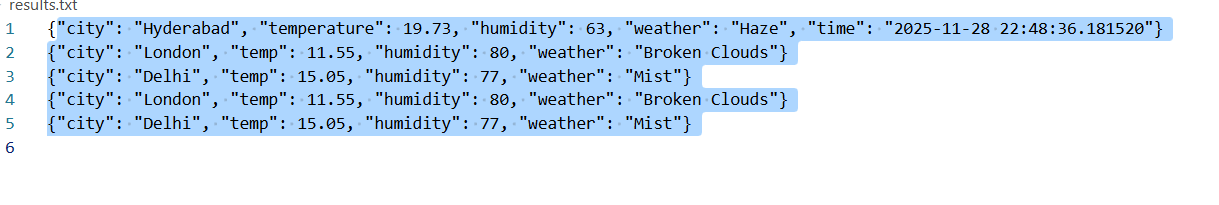 results.txt
1 {"city": "Hyderabad", "temperature": 19.73, "humidity": 63, "weather": "Haze", "time": "2025-11-28 22:48:36.181520"}
2 {"city": "London", "temp": 11.55, "humidity": 80, "weather": "Broken Clouds"}
3 {"city": "Delhi", "temp": 15.05, "humidity": 77, "weather": "Mist"}
4 {"city": "London", "temp": 11.55, "humidity": 80, "weather": "Broken Clouds"}
5 {"city": "Delhi", "temp": 15.05, "humidity": 77, "weather": "Mist"}
6